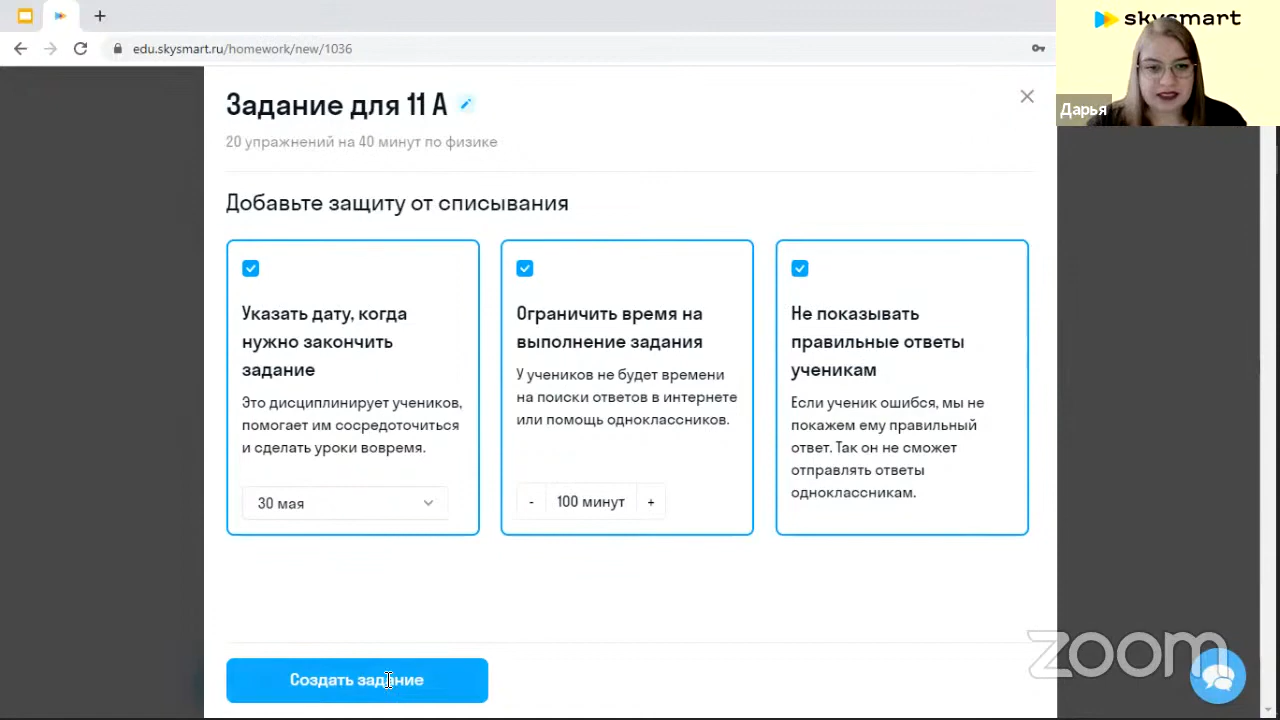 edu.skysmart.ru/homework/new/1036
skysmart
Дарья
Задание для 11 А
20 упражнений на 40 минут по физике
Добавьте защиту от списывания
Указать дату, когда
нужно закончить
задание
Это дисциплинирует учеников,
помогает им сосредоточиться
и сделать уроки вовремя.
30 мая
Ограничить время на
выполнение задания
У учеников не будет времени
на поиски ответов в интернете
или помощь одноклассников.
- 100 минут +
Не показывать
правильные ответы
ученикам
Если ученик ошибся, мы не
покажем ему правильный
ответ. Так он не сможет
отправлять ответы
одноклассникам.
Создать задание
zoom